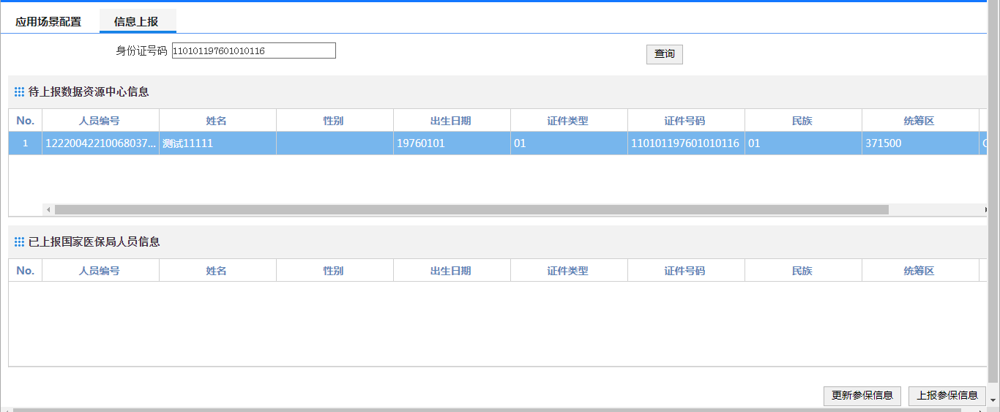 应用场景配置 信息上报
身份证号码 110101197601010116 查询
待上报数据资源中心信息
No. 人员编号 姓名 性别 出生日期 证件类型 证件号码 民族 统筹区
1 12220042210068037... 测试11111 19760101 01 110101197601010116 01 371500
已上报国家医保局人员信息
No. 人员编号 姓名 性别 出生日期 证件类型 证件号码 民族 统筹区
更新参保信息 上报参保信息